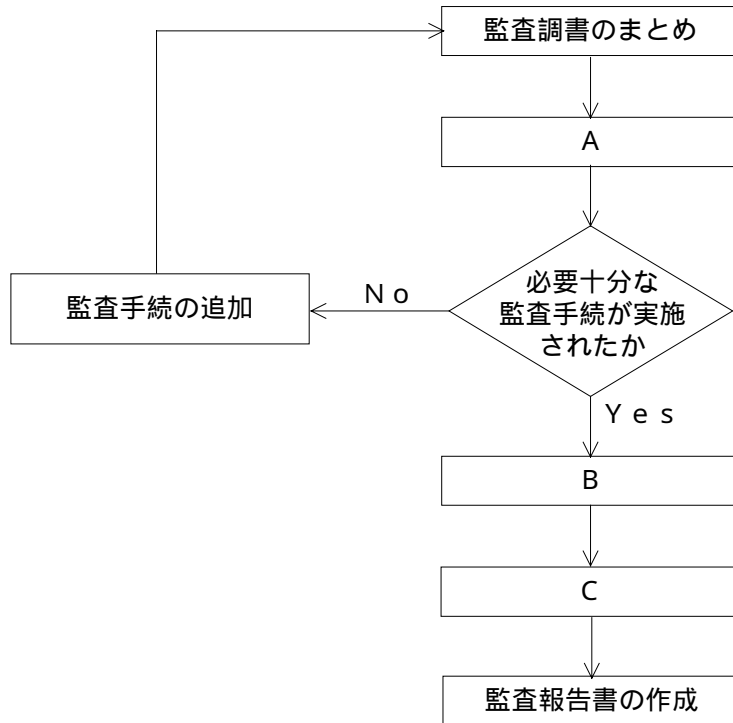 監査調書のまとめ
A
必要十分な
監査手続が実施
されたか
No
監査手続の追加
Yes
B
C
監査報告書の作成